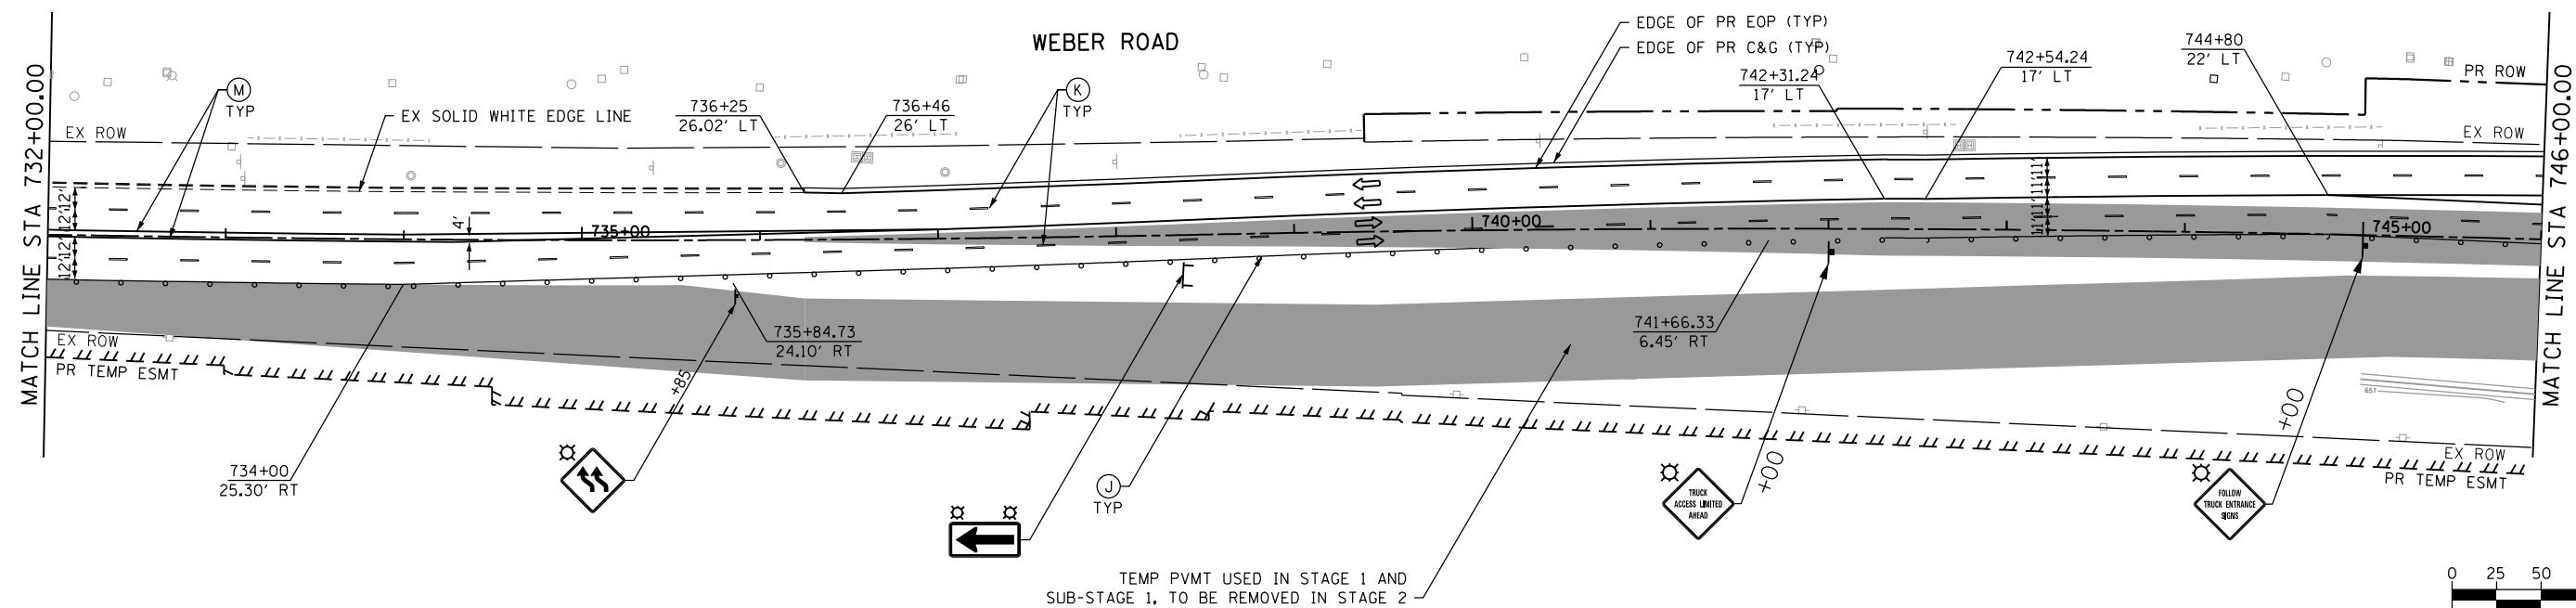 WEBER ROAD
EDGE OF PR EOP (TYP)
EDGE OF PR C&G (TYP)
742+31.24
17' LT
742+54.24
17' LT
744+80
22' LT
PR ROW
MATCH LINE STA 732+00.00
M
TYP
EX SOLID WHITE EDGE LINE
736+25
26.02' LT
736+46
26' LT
K
TYP
EX ROW
EX ROW
MATCH LINE STA 746+00.00
12'
12'
12'
12'
4'
735+00
740+00
745+00
11'
11'
11'
11'
EX ROW
PR TEMP ESMT
734+00
25.30' RT
735+84.73
24.10' RT
+85
741+66.33
6.45' RT
J
TYP
+00
TRUCK
ACCESS LIMITED
AHEAD
+00
FOLLOW
TRUCK ENTRANCE
SIGNS
657
EX ROW
PR TEMP ESMT
TEMP PVMT USED IN STAGE 1 AND
SUB-STAGE 1, TO BE REMOVED IN STAGE 2
0 25 50